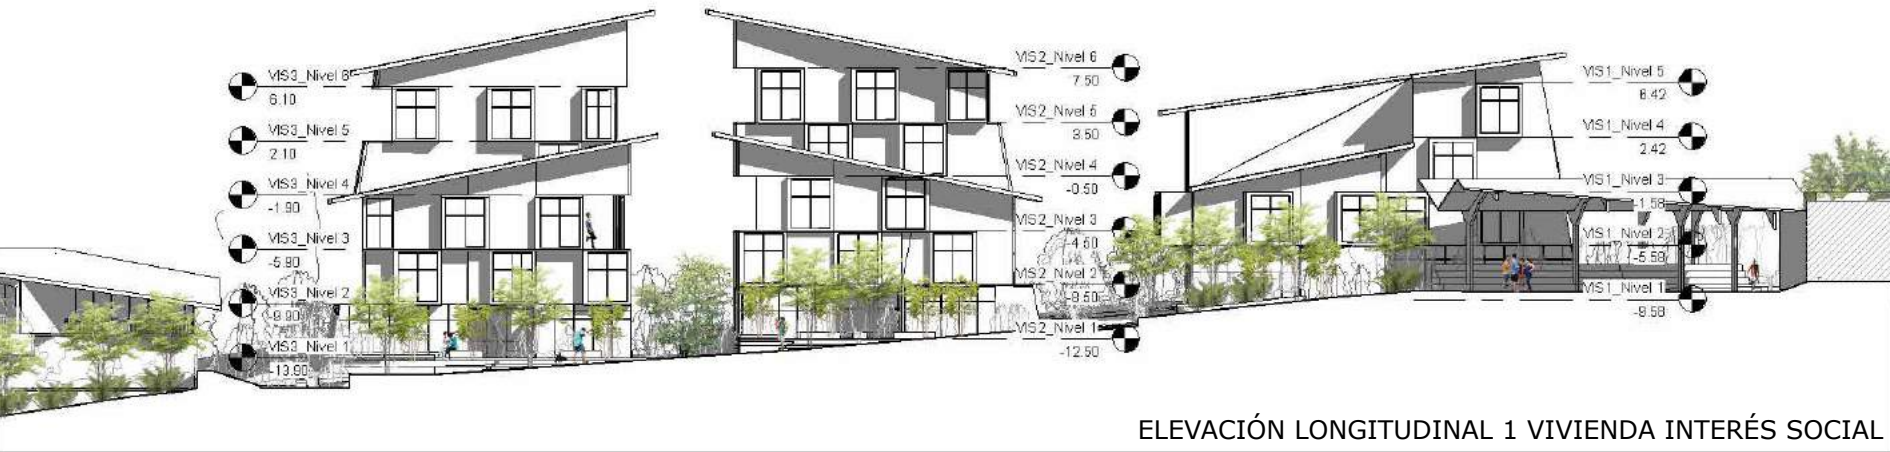 VIS3_Nivel 6
6.10
VIS3_Nivel 5
2.10
VIS3_Nivel 4
-1.90
VIS3_Nivel 3
-5.90
VIS3_Nivel 2
-9.90
VIS3_Nivel 1
-13.90
VIS2_Nivel 6
7.50
VIS2_Nivel 5
3.50
VIS2_Nivel 4
-0.50
VIS2_Nivel 3
-4.50
VIS2_Nivel 2
-8.50
VIS2_Nivel 1
-12.50
VIS1_Nivel 5
6.42
VIS1_Nivel 4
2.42
VIS1_Nivel 3
-1.58
VIS1_Nivel 2
-5.58
VIS1_Nivel 1
-9.58
ELEVACIÓN LONGITUDINAL 1 VIVIENDA INTERÉS SOCIAL